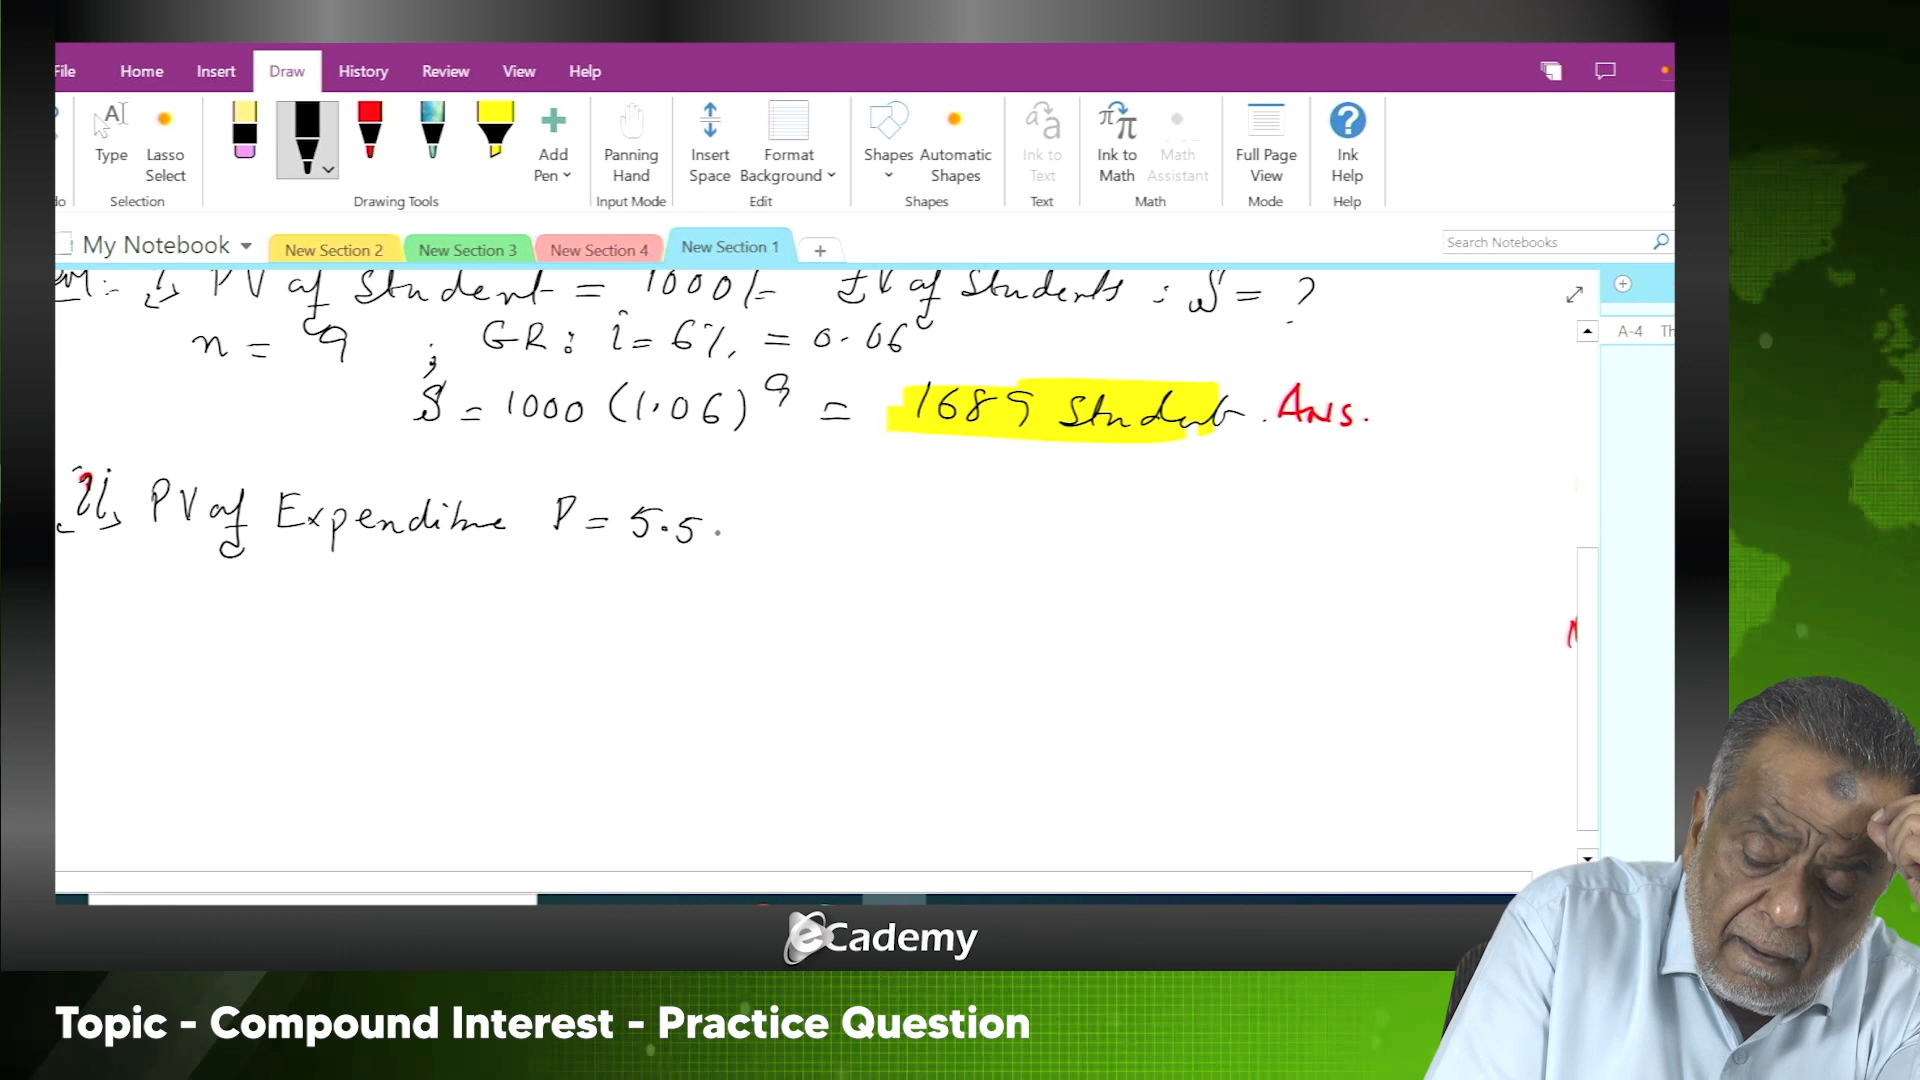 File Home Insert Draw History Review View Help
Type Lasso Select Add Pen Panning Hand Insert Space Format Background Shapes Automatic Shapes Ink to Text Ink to Math Math Assistant Full Page View Ink Help
Selection Drawing Tools Input Mode Edit Shapes Text Math Mode Help
My Notebook New Section 2 New Section 3 New Section 4 New Section 1 + Search Notebooks
PV of Student = 1000/- FV of Students : S = ?
n = 9 ; GR : i = 6% = 0.06
A-4 Th
S = 1000 (1.06)^9 = 1689 Student. Ans.
ii, PV of Expenditure P = 5.5
eCademy
Topic - Compound Interest - Practice Question